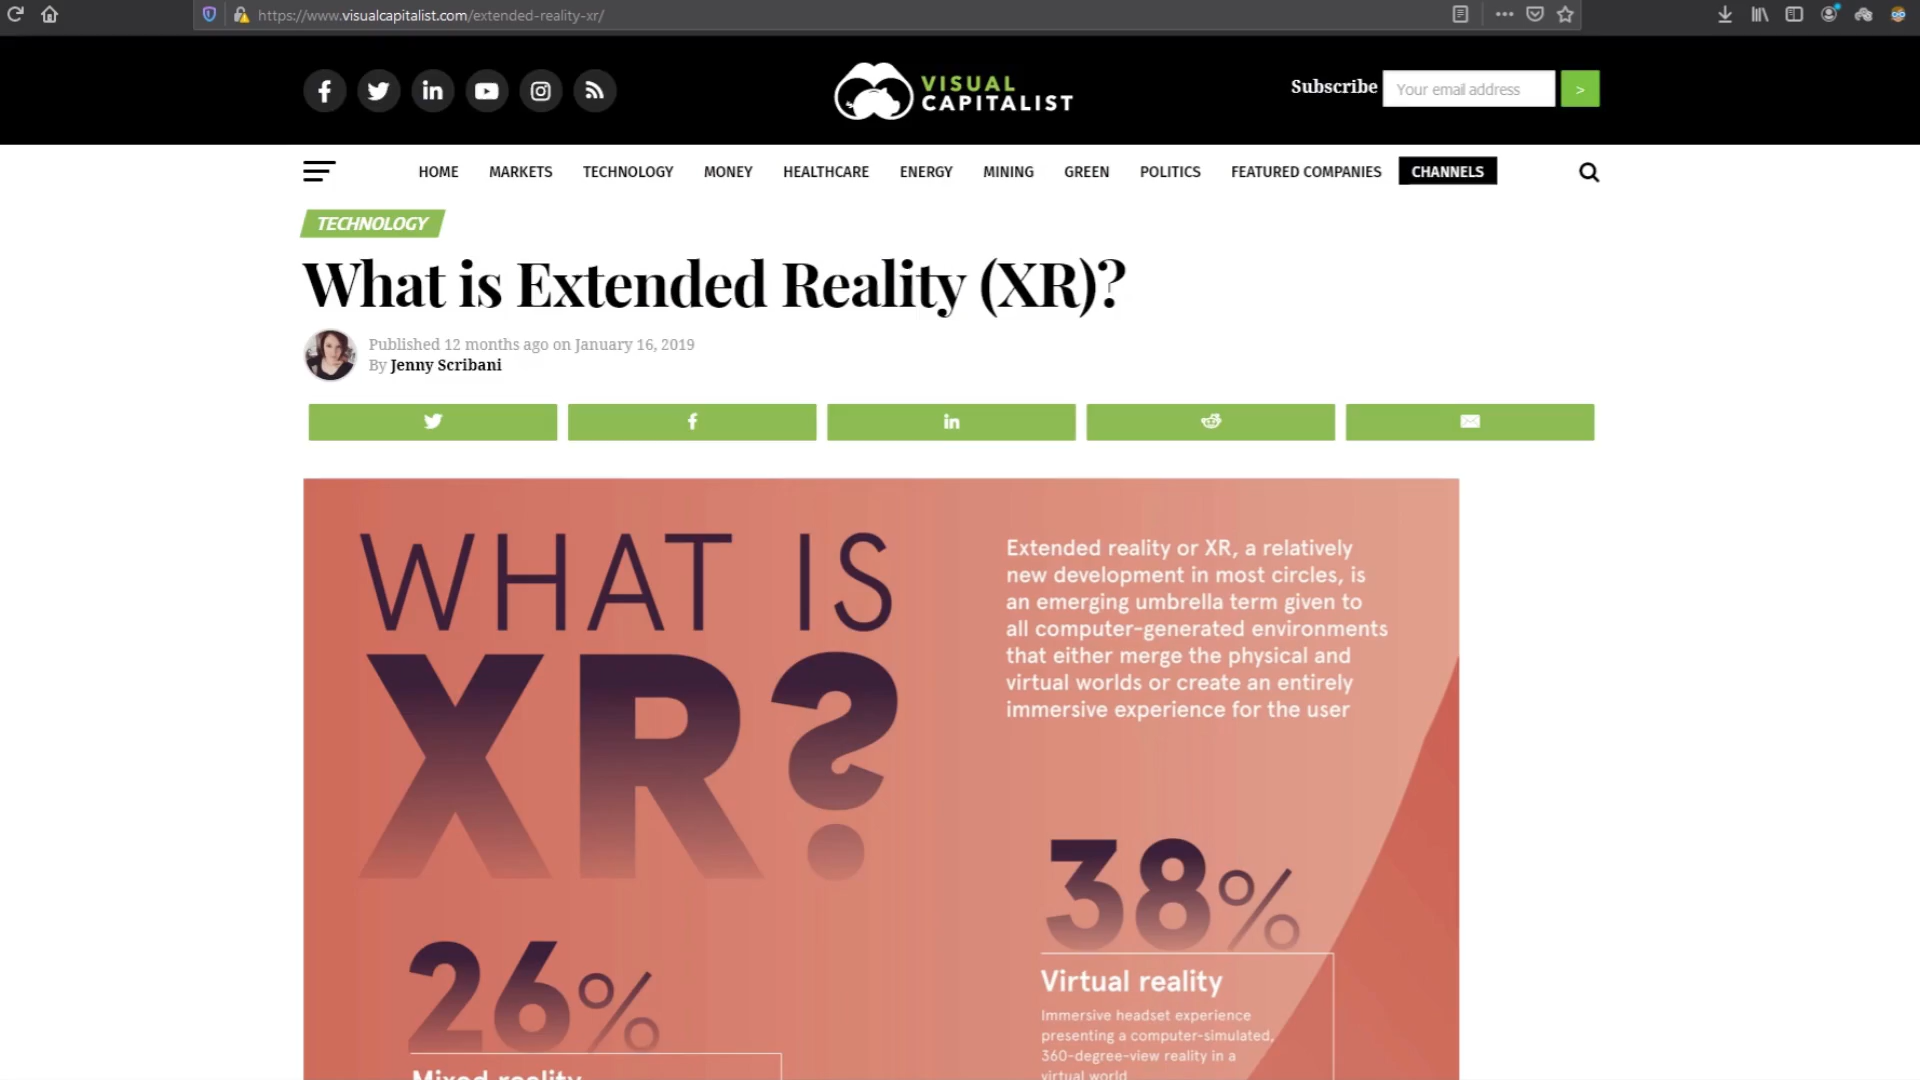 https://www.visualcapitalist.com/extended-reality-xr/
VISUAL
CAPITALIST
Subscribe
Your email address
>
HOME MARKETS TECHNOLOGY MONEY HEALTHCARE ENERGY MINING GREEN POLITICS FEATURED COMPANIES CHANNELS
TECHNOLOGY
What is Extended Reality (XR)?
Published 12 months ago on January 16, 2019
By Jenny Scribani
WHAT IS
XR?
Extended reality or XR, a relatively
new development in most circles, is
an emerging umbrella term given to
all computer-generated environments
that either merge the physical and
virtual worlds or create an entirely
immersive experience for the user
38%
Virtual reality
Immersive headset experience
presenting a computer-simulated,
360-degree-view reality in a
virtual world
26%
Mixed reality